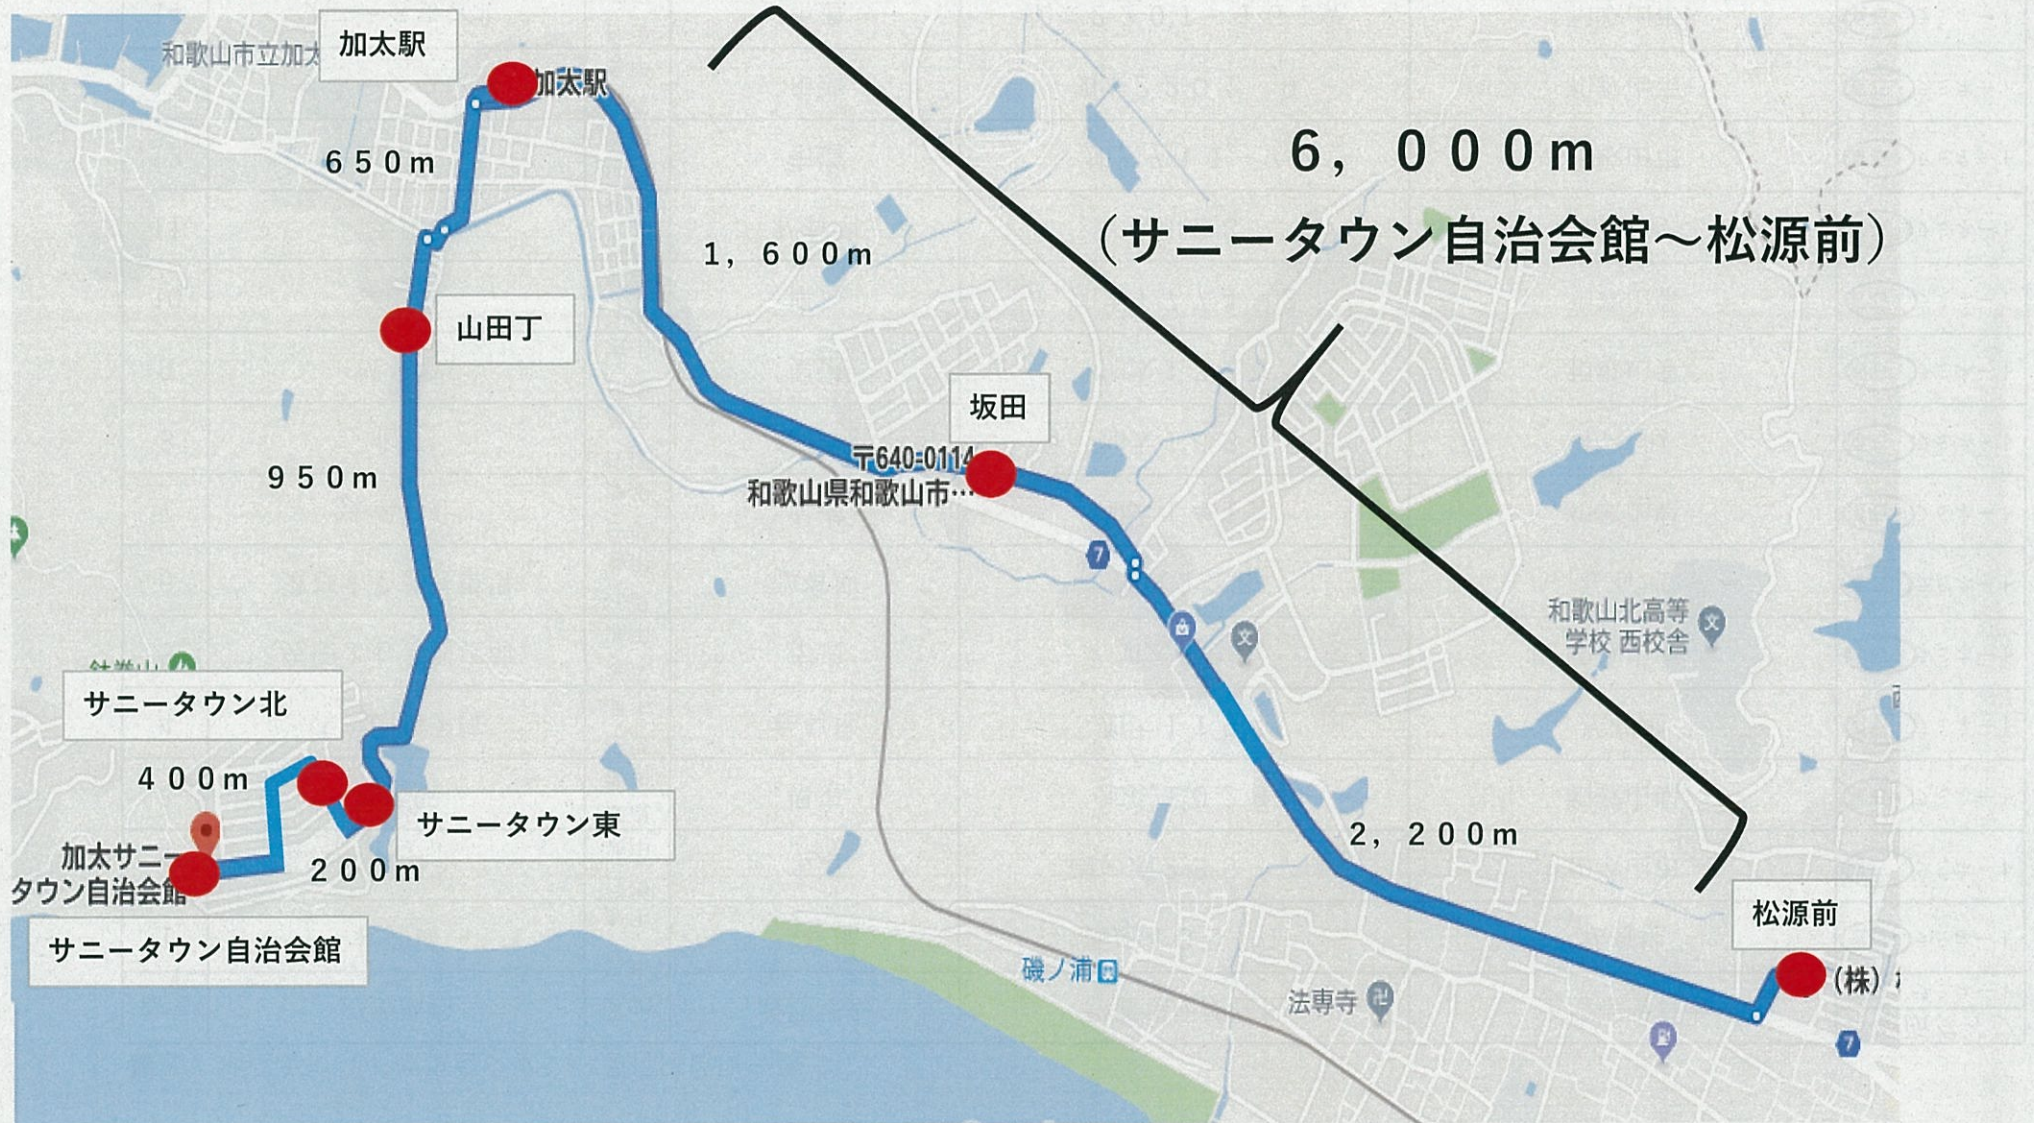 和歌山市立加太
加太駅
加太駅
6，000m
（サニータウン自治会館～松源前）
650m
1，600m
山田丁
坂田
〒640-0114
和歌山県和歌山市…
950m
7
文
和歌山北高等
学校 西校舎
文
サニータウン北
400m
サニータウン東
2，200m
加太サニー
タウン自治会館
200m
サニータウン自治会館
松源前
磯ノ浦
法専寺
（株）
7